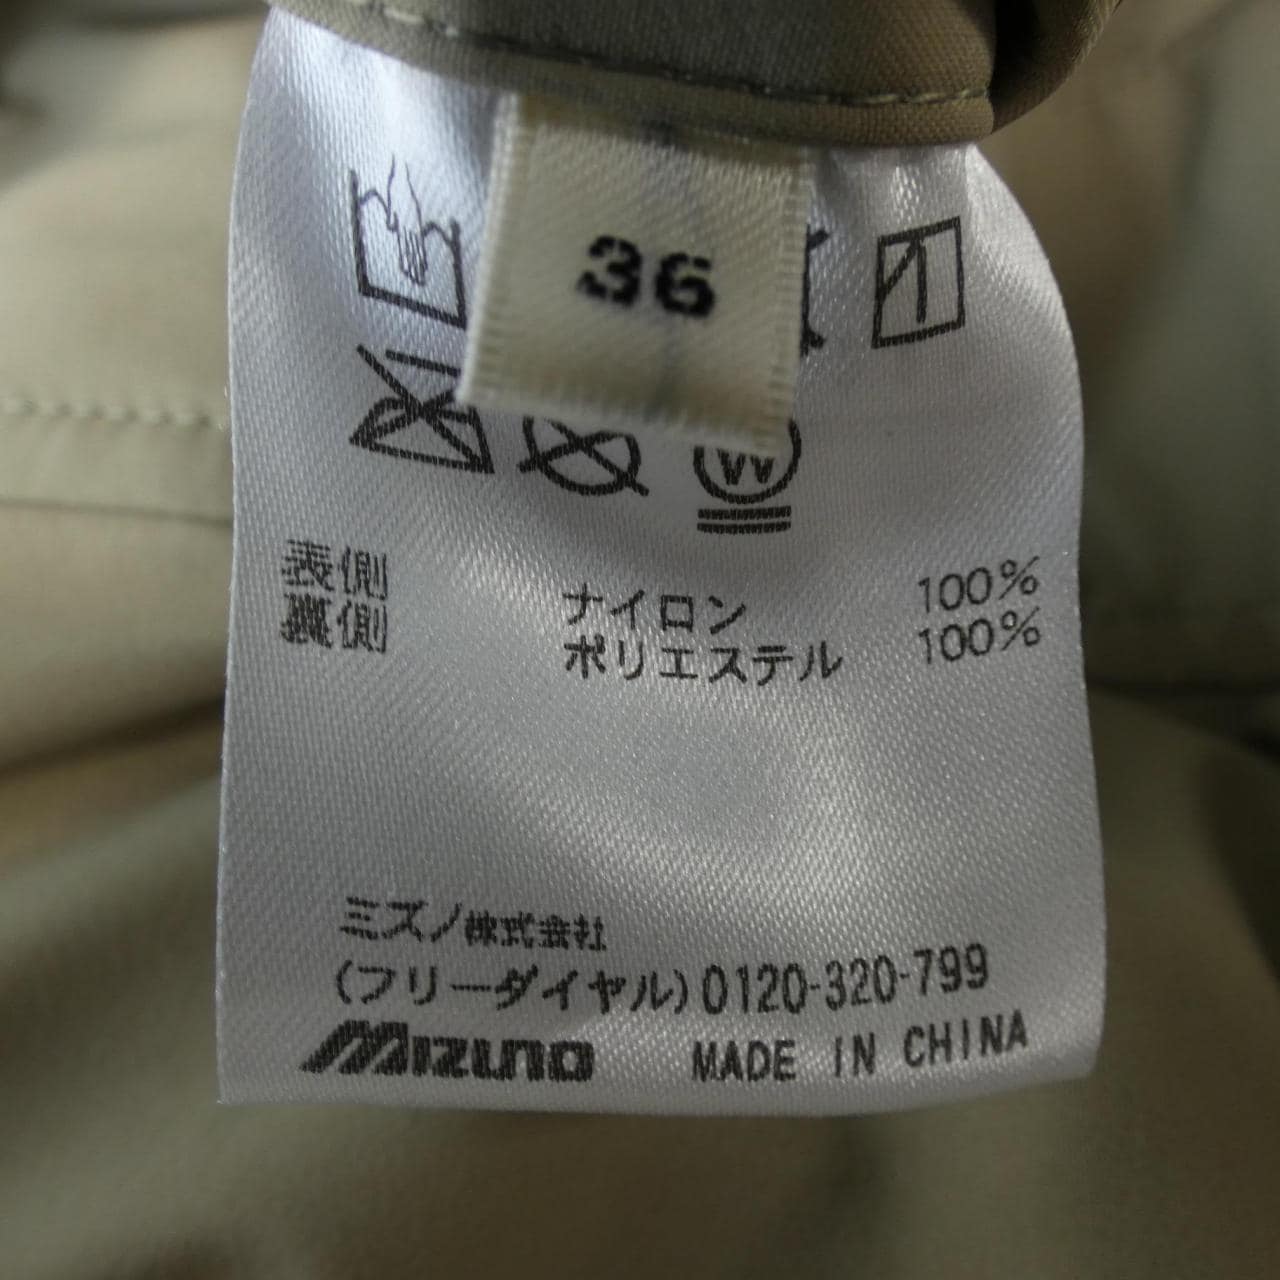 36
W
表側 ナイロン 100%
裏側 ポリエステル 100%
ミズノ株式会社
(フリーダイヤル)0120-320-799
MIZUNO MADE IN CHINA